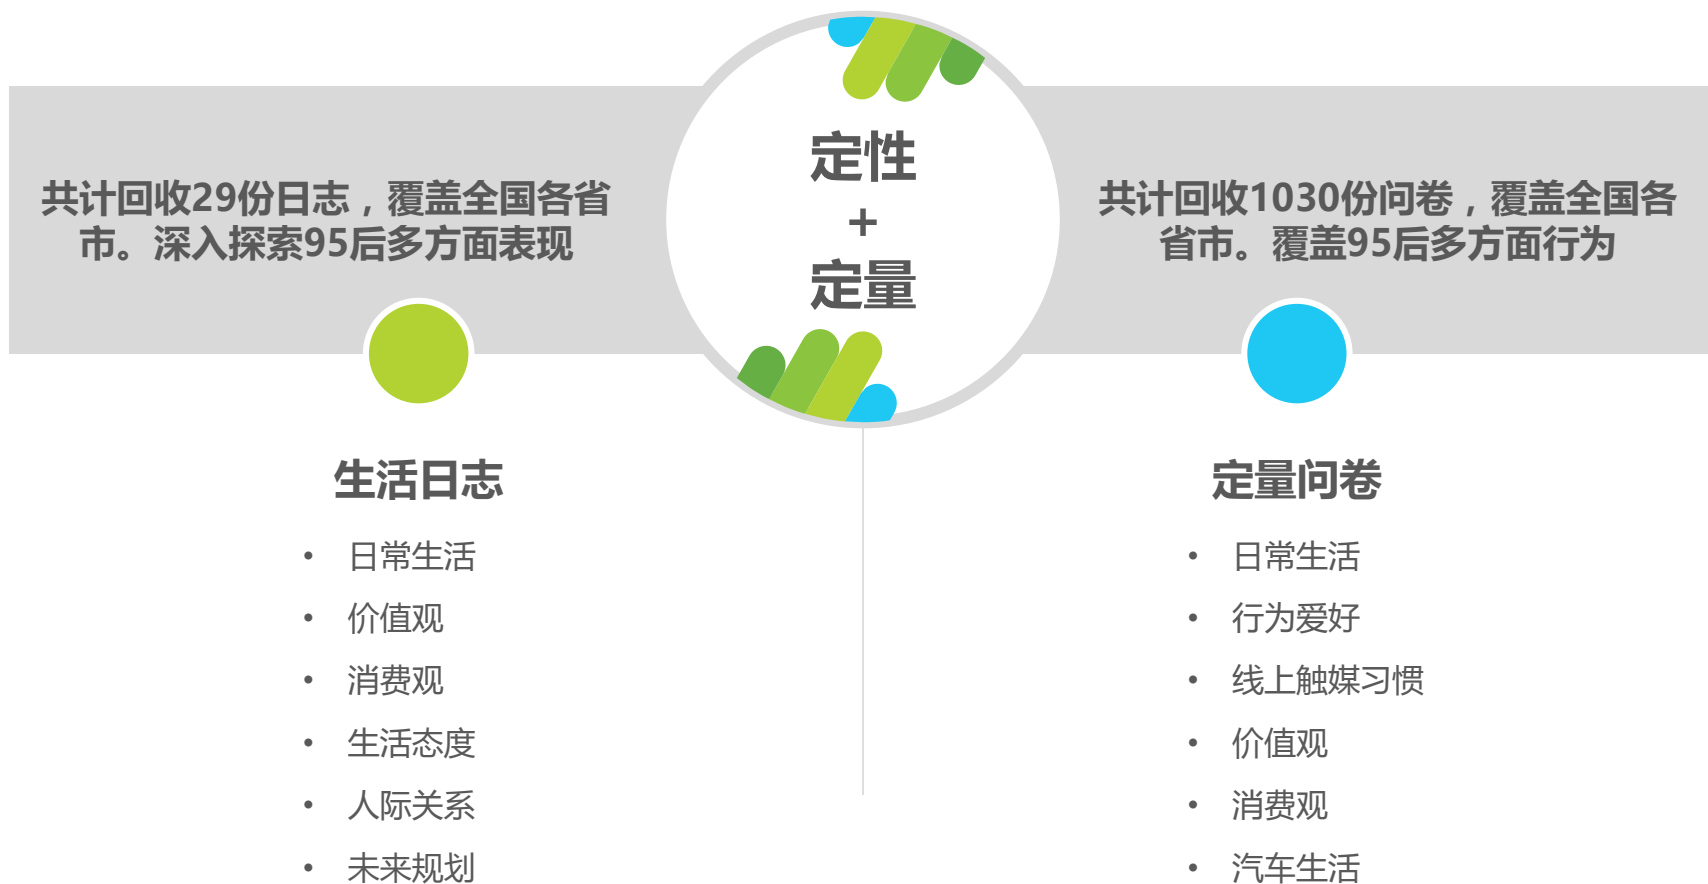 定性
+
定量
共计回收29份日志，覆盖全国各省
市。深入探索95后多方面表现
共计回收1030份问卷，覆盖全国各
省市。覆盖95后多方面行为
生活日志
• 日常生活
• 价值观
• 消费观
• 生活态度
• 人际关系
• 未来规划
定量问卷
• 日常生活
• 行为爱好
• 线上触媒习惯
• 价值观
• 消费观
• 汽车生活